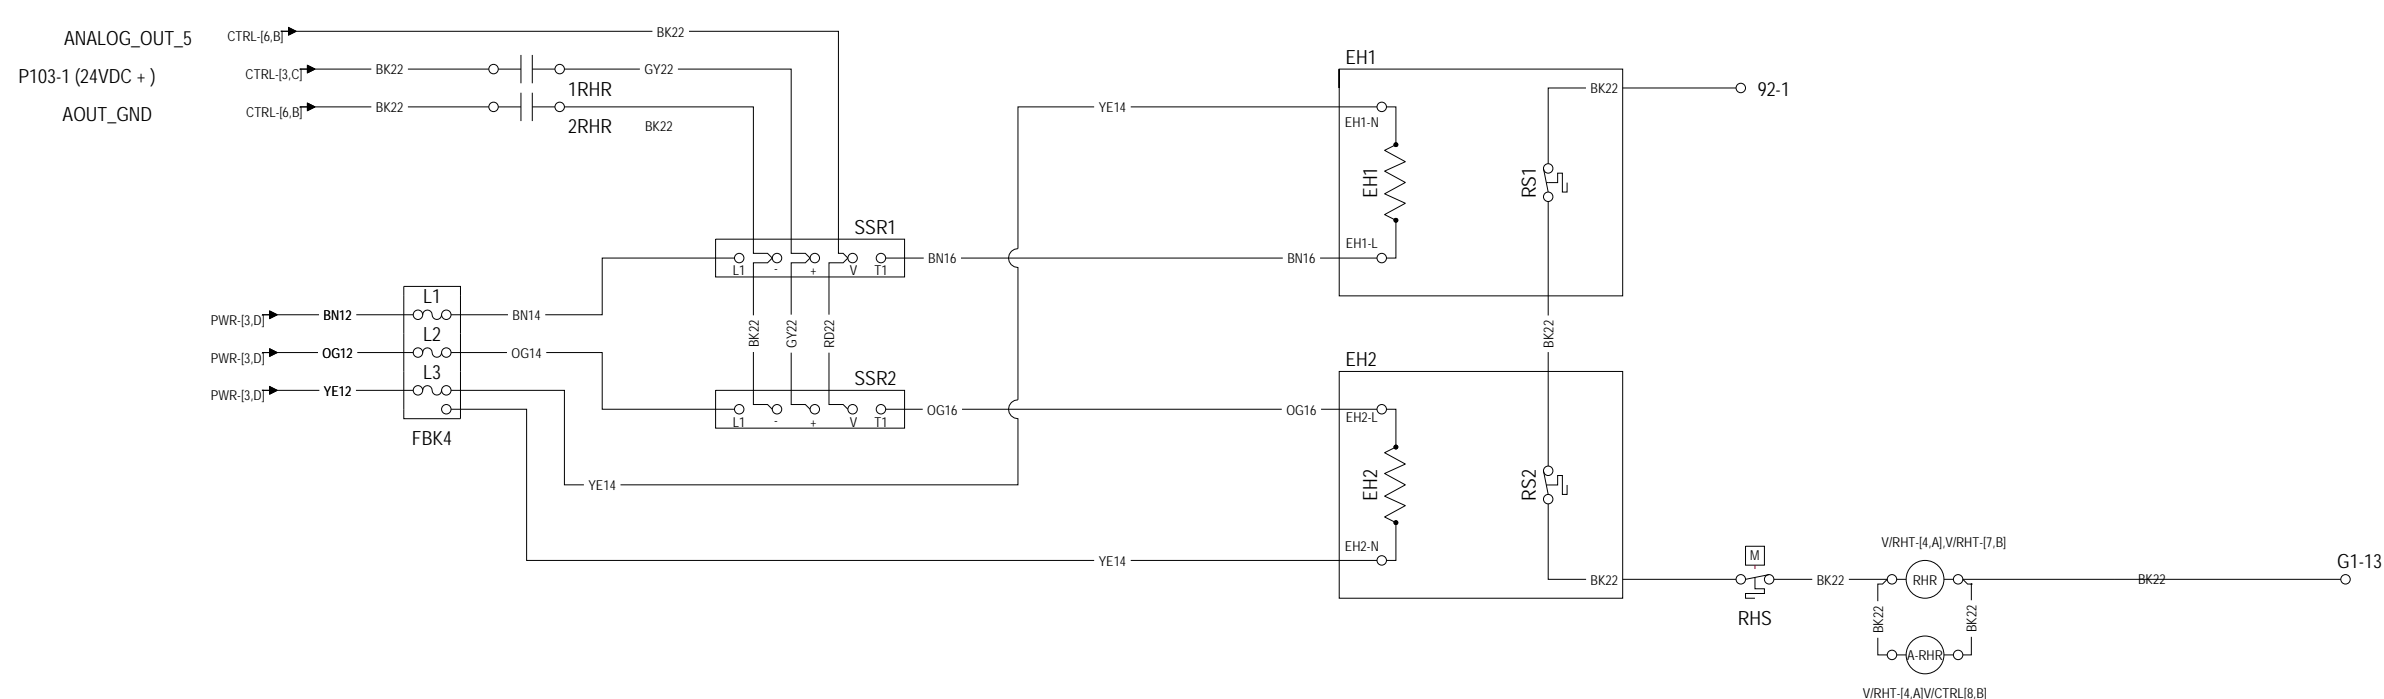 ANALOG_OUT_5 CTRL-[6,B] BK22
P103-1 (24VDC + ) CTRL-[3,C] BK22 GY22
1RHR
AOUT_GND CTRL-[6,B] BK22
2RHR BK22
EH1
BK22 92-1
YE14
EH1-N
EH1 RS1
SSR1
EH1-L
BN16 BN16
L1 - + V T1
L1
PWR-[3,D] BN12 BN14
L2
BK22 GY22 RD22 BK22
PWR-[3,D] OG12 OG14
L3
PWR-[3,D] YE12
FBK4
SSR2
EH2
OG16 OG16
L1 - + V T1
EH2-L
EH2 RS2
YE14
EH2-N
YE14
M
V/RHT-[4,A],V/RHT-[7,B]
G1-13
BK22 BK22 RHR BK22
RHS
BK22 BK22
A-RHR
V/RHT-[4,A]V/CTRL[8,B]